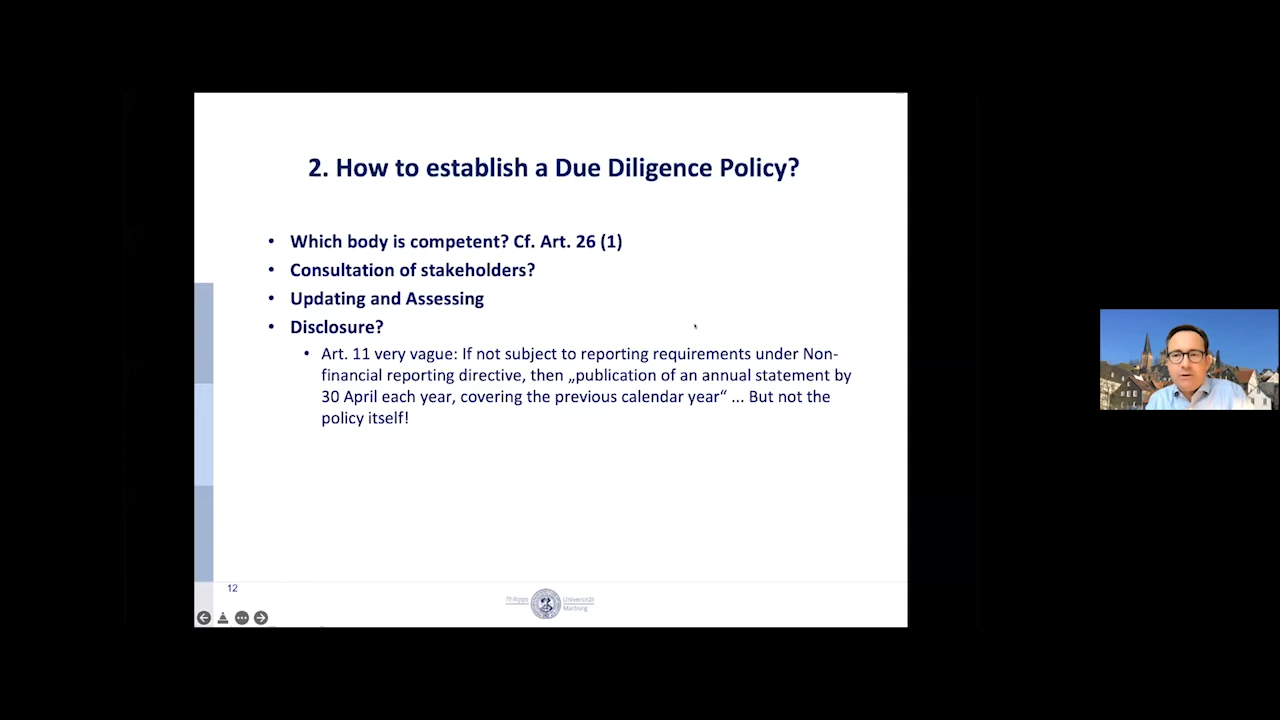 2. How to establish a Due Diligence Policy?
• Which body is competent? Cf. Art. 26 (1)
• Consultation of stakeholders?
• Updating and Assessing
• Disclosure?
• Art. 11 very vague: If not subject to reporting requirements under Non-
financial reporting directive, then „publication of an annual statement by
30 April each year, covering the previous calendar year“ ... But not the
policy itself!
12
Philipps Universität
Marburg